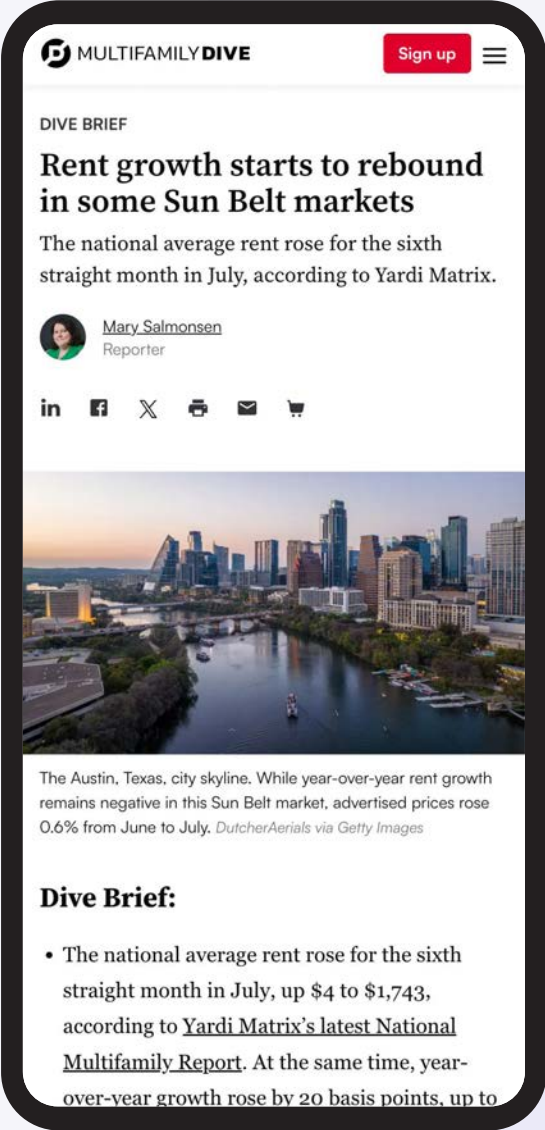 MULTIFAMILYDIVE
Sign up
DIVE BRIEF
Rent growth starts to rebound
in some Sun Belt markets
The national average rent rose for the sixth
straight month in July, according to Yardi Matrix.
Mary Salmonsen
Reporter
The Austin, Texas, city skyline. While year-over-year rent growth
remains negative in this Sun Belt market, advertised prices rose
0.6% from June to July. DutcherAerials via Getty Images
Dive Brief:
• The national average rent rose for the sixth
straight month in July, up $4 to $1,743,
according to Yardi Matrix’s latest National
Multifamily Report. At the same time, year-
over-year growth rose by 20 basis points, up to